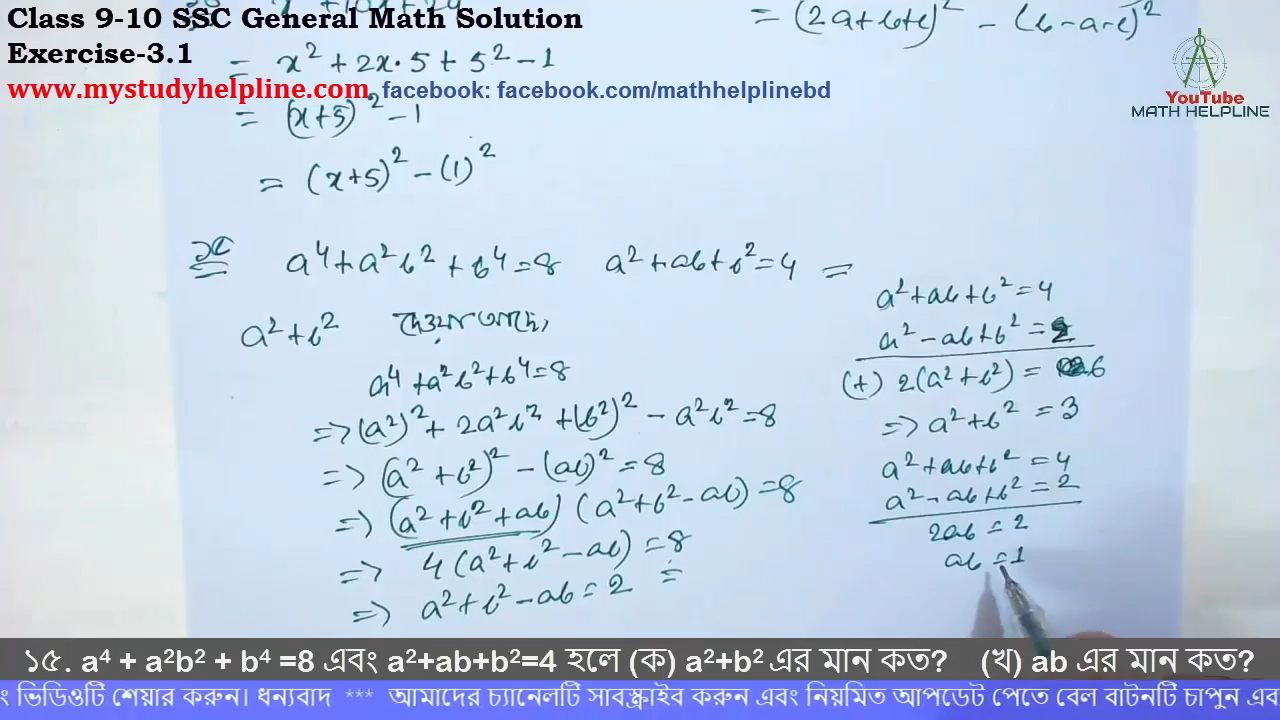 Class 9-10 SSC General Math Solution
Exercise-3.1
www.mystudyhelpline.com facebook: facebook.com/mathhelplinebd
YouTube
MATH HELPLINE
= (2a+b+c)² - (b-a-c)²
= x² + 2x·5 + 5² - 1
= (x+5)² - 1
= (x+5)² - (1)²
a⁴+a²b²+b⁴=8 a²+ab+b²=4 =
a²+b² দেওয়া আছে,
a⁴+a²b²+b⁴=8
=> (a²)² + 2a²b² + (b²)² - a²b² = 8
=> (a²+b²)² - (ab)² = 8
=> (a²+b²+ab) (a²+b²-ab) = 8
=> 4(a²+b²-ab) = 8
=> a²+b²-ab = 2 =
a²+ab+b²=4
a²-ab+b²=2
(+) 2(a²+b²) = 6
=> a²+b² = 3
a²+ab+b² = 4
a²-ab+b² = 2
2ab = 2
ab = 1
১৫. a⁴ + a²b² + b⁴ =8 এবং a²+ab+b²=4 হলে (ক) a²+b² এর মান কত? (খ) ab এর মান কত?
ং ভিডিওটি শেয়ার করুন। ধন্যবাদ *** আমাদের চ্যানেলটি সাবস্ক্রাইব করুন এবং নিয়মিত আপডেট পেতে বেল বাটনটি চাপুন এব